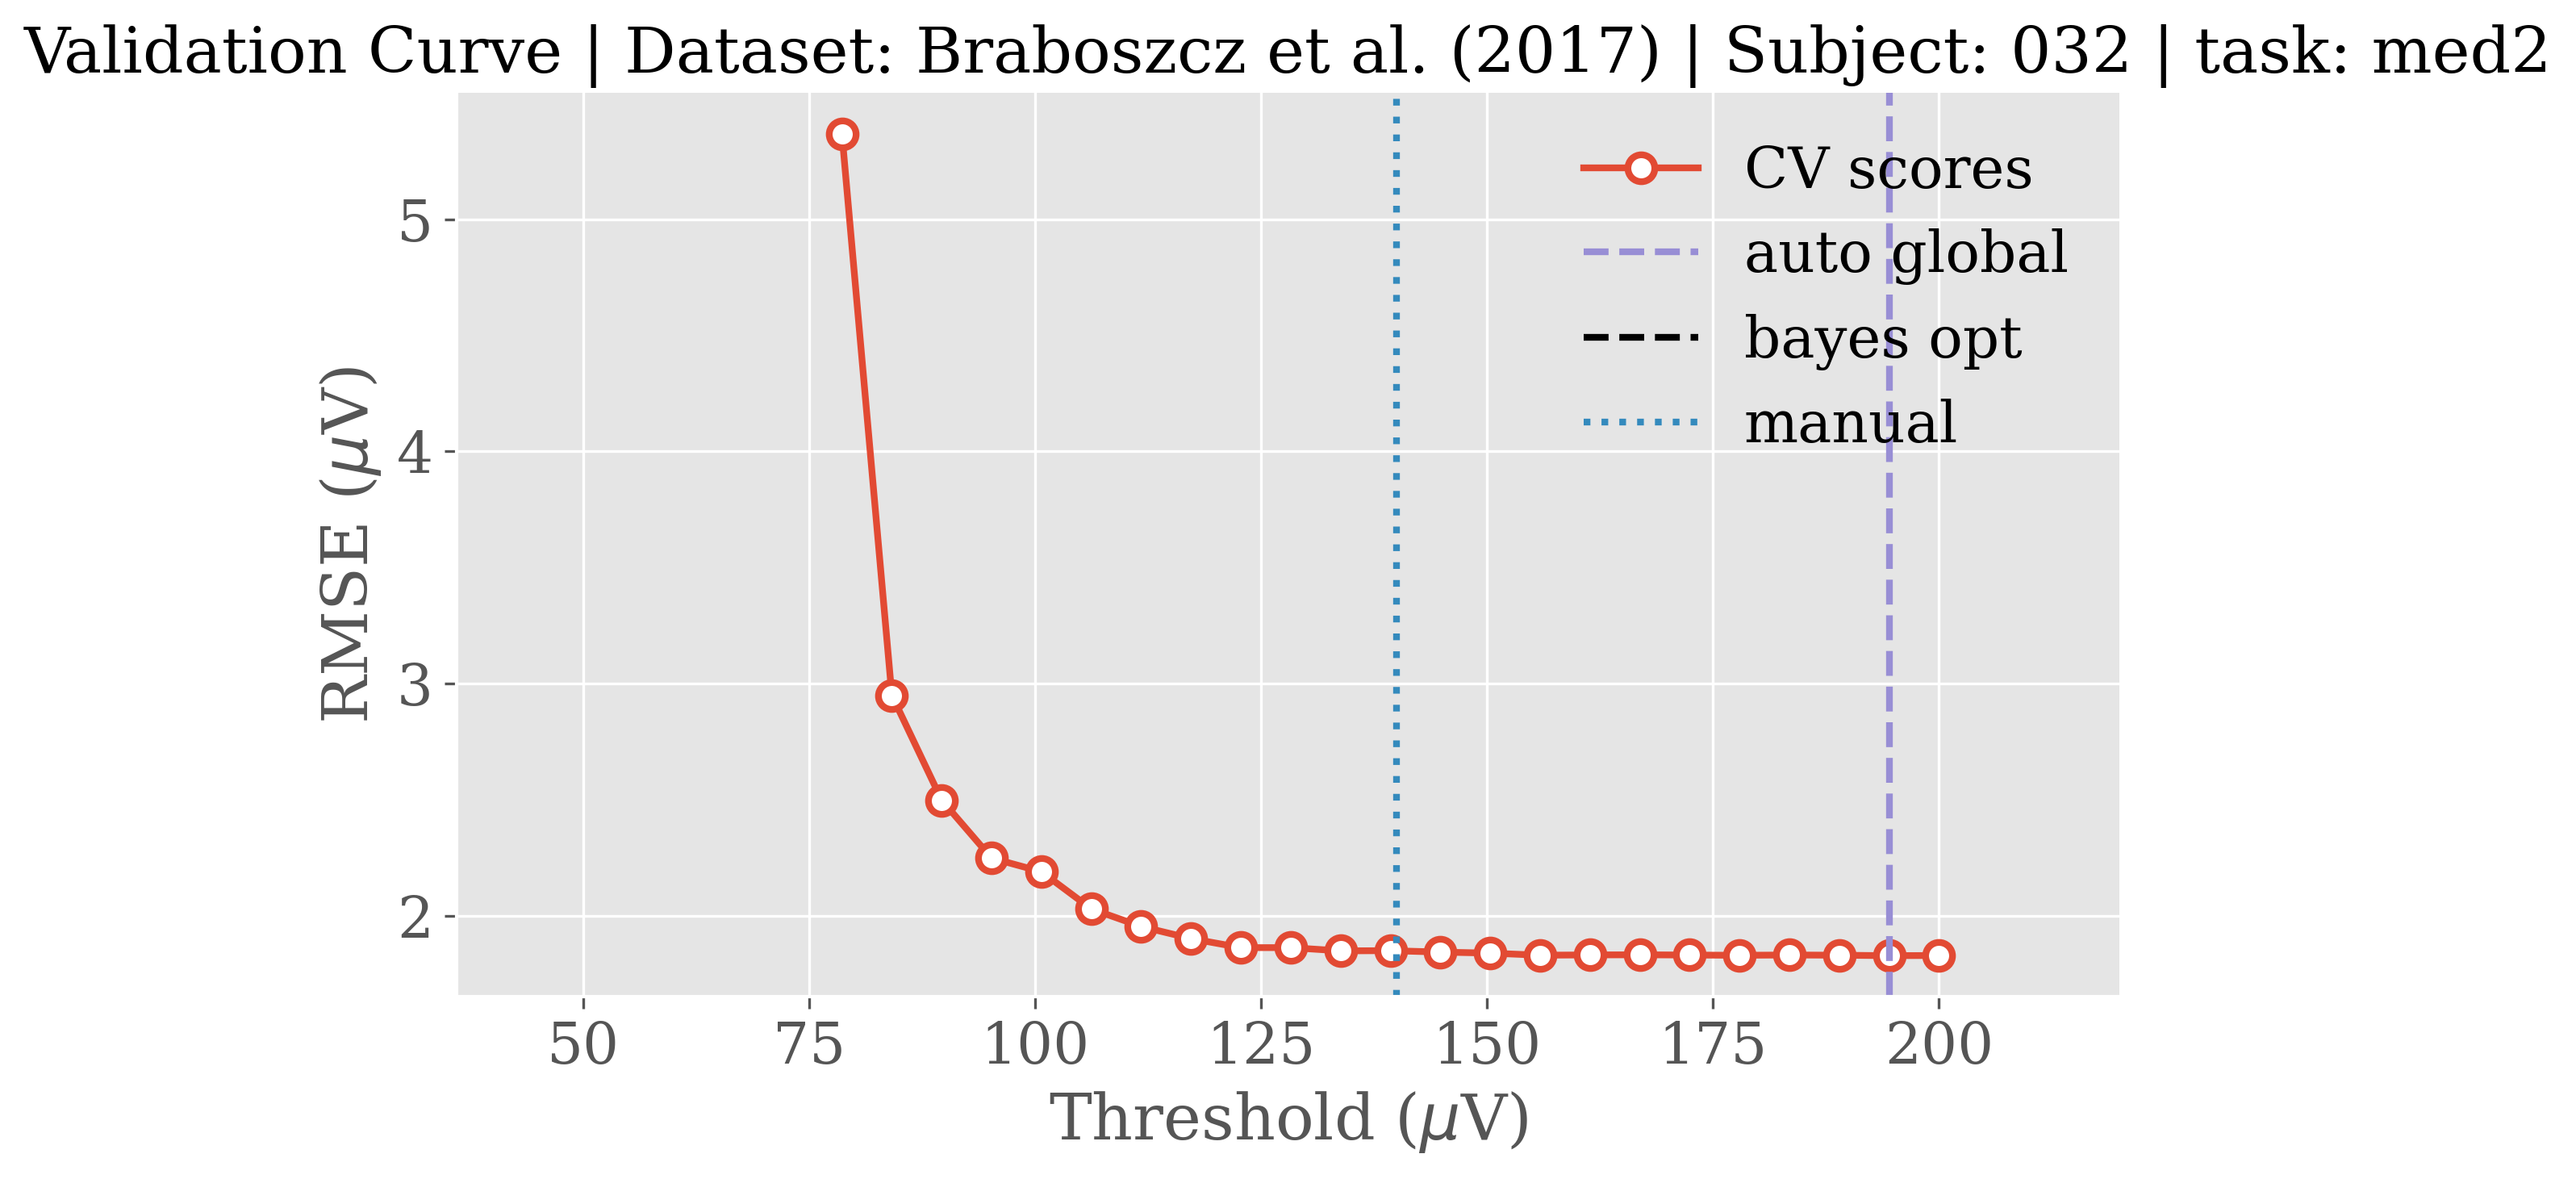 Validation Curve | Dataset: Braboszcz et al. (2017) | Subject: 032 | task: med2
CV scores
auto global
bayes opt
manual
RMSE (μV)
5
4
3
2
50 75 100 125 150 175 200
Threshold (μV)